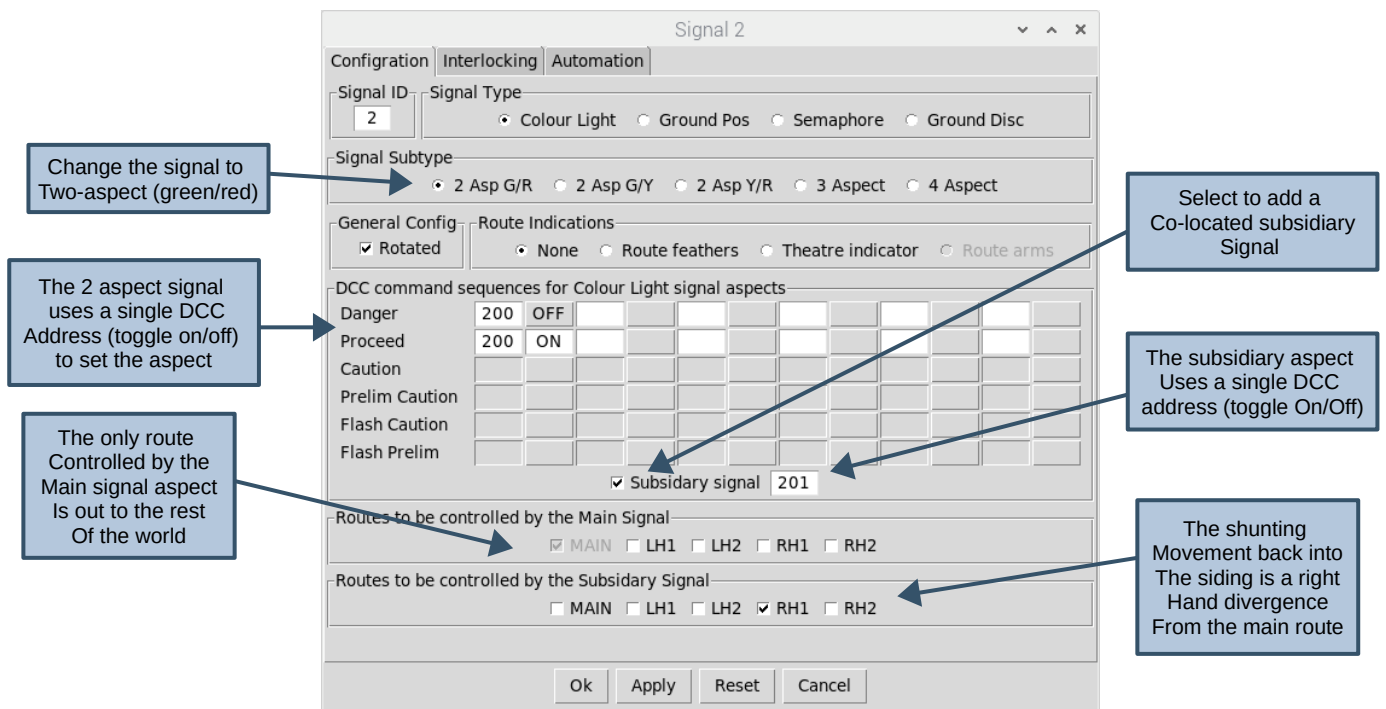 Signal 2
Configration Interlocking Automation
Signal ID Signal Type
2 Colour Light Ground Pos Semaphore Ground Disc
Change the signal to
Two-aspect (green/red)
Signal Subtype
2 Asp G/R 2 Asp G/Y 2 Asp Y/R 3 Aspect 4 Aspect
Select to add a
Co-located subsidiary
Signal
General Config Route Indications
Rotated None Route feathers Theatre indicator Route arms
The 2 aspect signal
uses a single DCC
Address (toggle on/off)
to set the aspect
DCC command sequences for Colour Light signal aspects
Danger 200 OFF
Proceed 200 ON
Caution
Prelim Caution
Flash Caution
Flash Prelim
Subsidary signal 201
The subsidiary aspect
Uses a single DCC
address (toggle On/Off)
The only route
Controlled by the
Main signal aspect
Is out to the rest
Of the world
Routes to be controlled by the Main Signal
MAIN LH1 LH2 RH1 RH2
Routes to be controlled by the Subsidary Signal
MAIN LH1 LH2 RH1 RH2
The shunting
Movement back into
The siding is a right
Hand divergence
From the main route
Ok Apply Reset Cancel